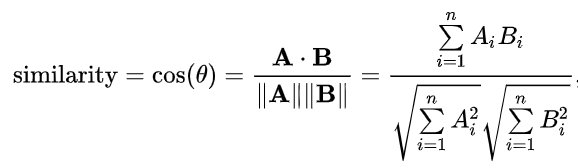 similarity = cos(θ) = A · B / ‖A‖‖B‖ = ∑_{i=1}^{n} A_i B_i / (√(∑_{i=1}^{n} A_i^2) √(∑_{i=1}^{n} B_i^2)),